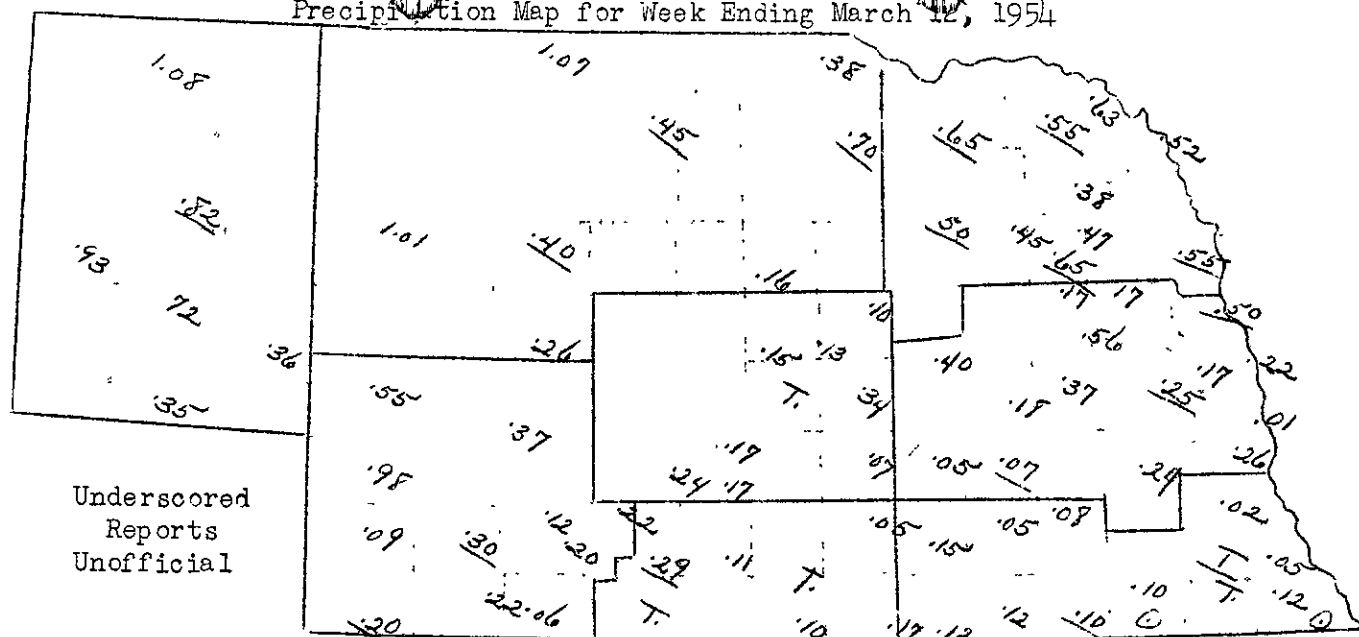 Precipitation Map for Week Ending March 12, 1954
1.08 1.07 .38
.45 .70 .65 .55 .63 .52
.82 .38
.93 1.01 .40 .50 .45 .47
.65 .55
.16 .17 .17
72 .10 .50
.36 .26 .15 .13 .40 .56 .22
.35 .55 T. .34 .19 .37 .25 .17
.37 .01
.98 .24 .17 .17 .07 .05 .07 .24 .26
Underscored
Reports
Unofficial
.09 .30 .12 .20 .22 .29 .11 T. .05 .15 .05 .08 .02
T. .05
.20 .22 .06 T. .10 .17 .12 .12 .10 .10 T. .12